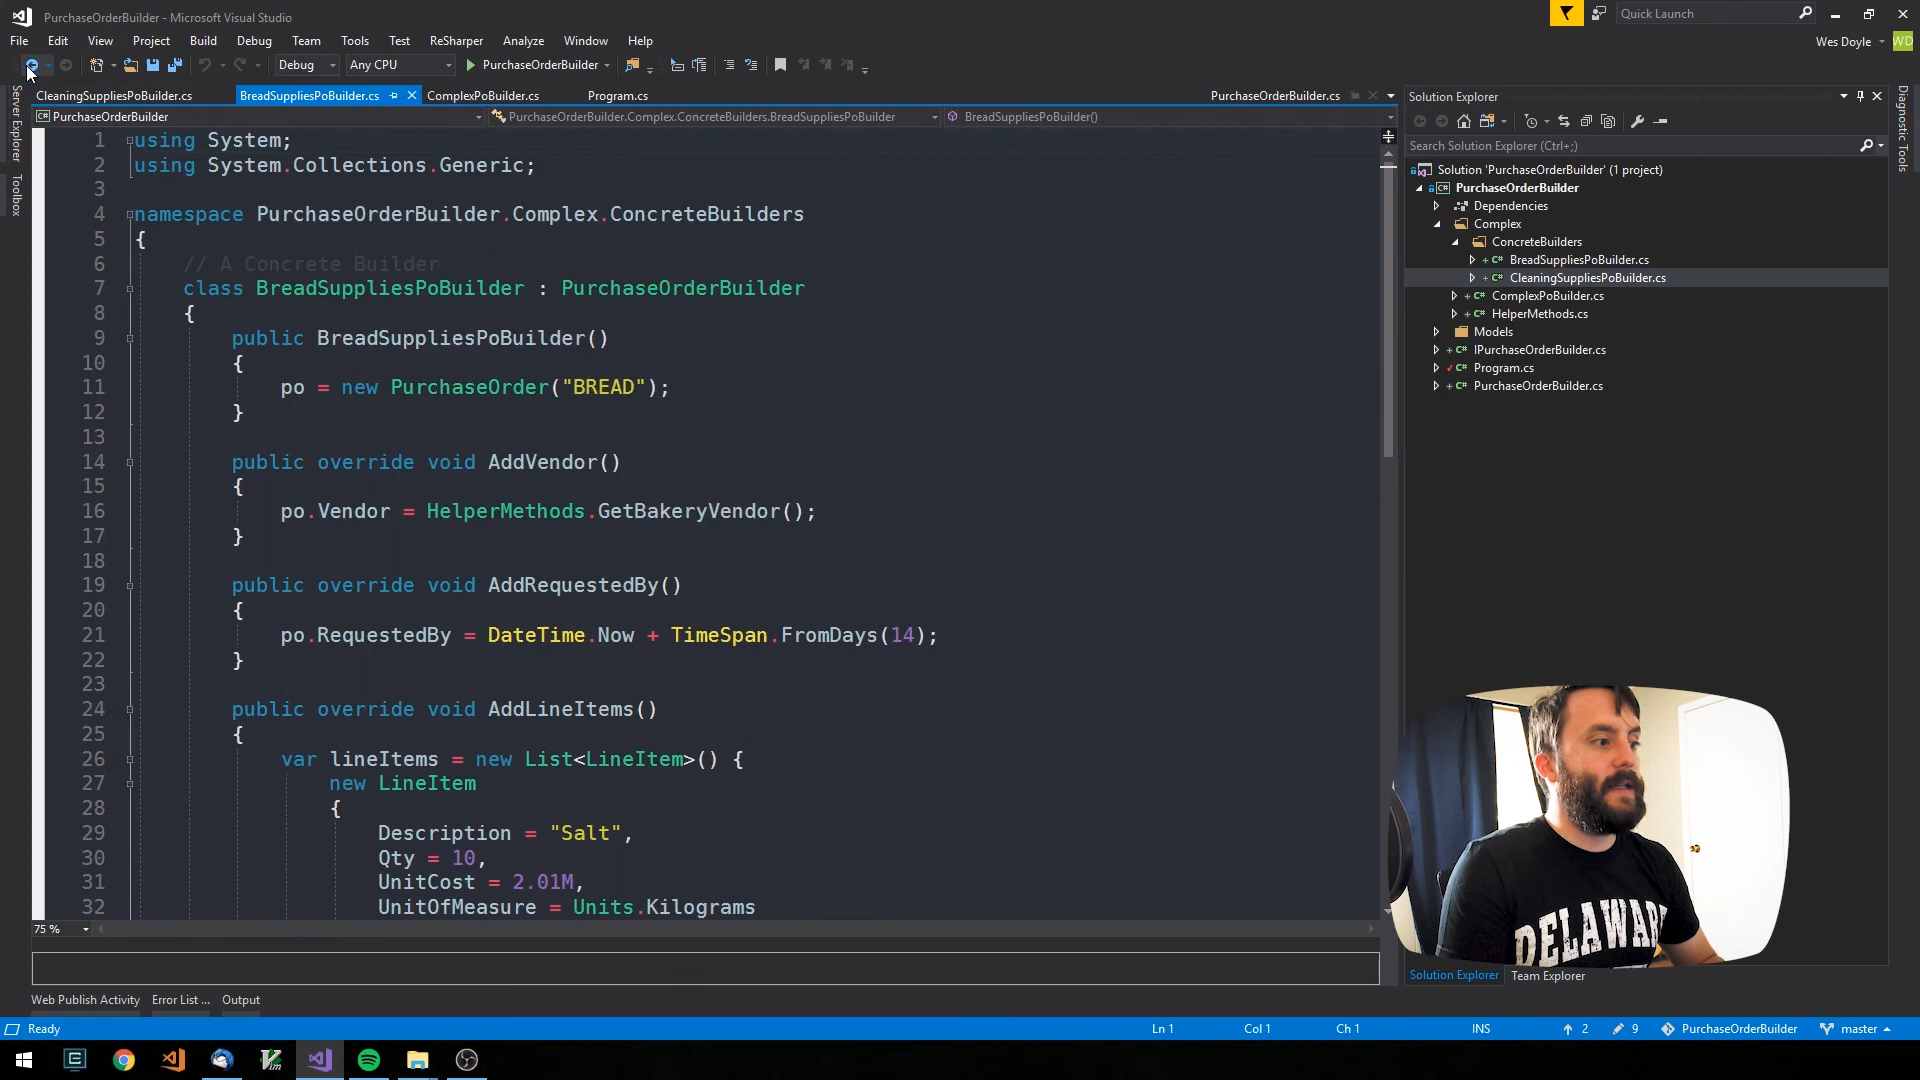 PurchaseOrderBuilder - Microsoft Visual Studio
Quick Launch
File Edit View Project Build Debug Team Tools Test ReSharper Analyze Window Help
Wes Doyle WD
Debug Any CPU PurchaseOrderBuilder
CleaningSuppliesPoBuilder.cs BreadSuppliesPoBuilder.cs ComplexPoBuilder.cs Program.cs PurchaseOrderBuilder.cs
PurchaseOrderBuilder PurchaseOrderBuilder.Complex.ConcreteBuilders.BreadSuppliesPoBuilder BreadSuppliesPoBuilder()
Server Explorer
Toolbox
1 using System;
2 using System.Collections.Generic;
3
4 namespace PurchaseOrderBuilder.Complex.ConcreteBuilders
5 {
6 // A Concrete Builder
7 class BreadSuppliesPoBuilder : PurchaseOrderBuilder
8 {
9 public BreadSuppliesPoBuilder()
10 {
11 po = new PurchaseOrder("BREAD");
12 }
13
14 public override void AddVendor()
15 {
16 po.Vendor = HelperMethods.GetBakeryVendor();
17 }
18
19 public override void AddRequestedBy()
20 {
21 po.RequestedBy = DateTime.Now + TimeSpan.FromDays(14);
22 }
23
24 public override void AddLineItems()
25 {
26 var lineItems = new List<LineItem>() {
27 new LineItem
28 {
29 Description = "Salt",
30 Qty = 10,
31 UnitCost = 2.01M,
32 UnitOfMeasure = Units.Kilograms
75 %
Solution Explorer
Search Solution Explorer (Ctrl+;)
Solution 'PurchaseOrderBuilder' (1 project)
PurchaseOrderBuilder
Dependencies
Complex
ConcreteBuilders
BreadSuppliesPoBuilder.cs
CleaningSuppliesPoBuilder.cs
ComplexPoBuilder.cs
HelperMethods.cs
Models
IPurchaseOrderBuilder.cs
Program.cs
PurchaseOrderBuilder.cs
Diagnostic Tools
DELAWARE
Solution Explorer Team Explorer
Web Publish Activity Error List ... Output
Ready Ln 1 Col 1 Ch 1 INS 2 9 PurchaseOrderBuilder master